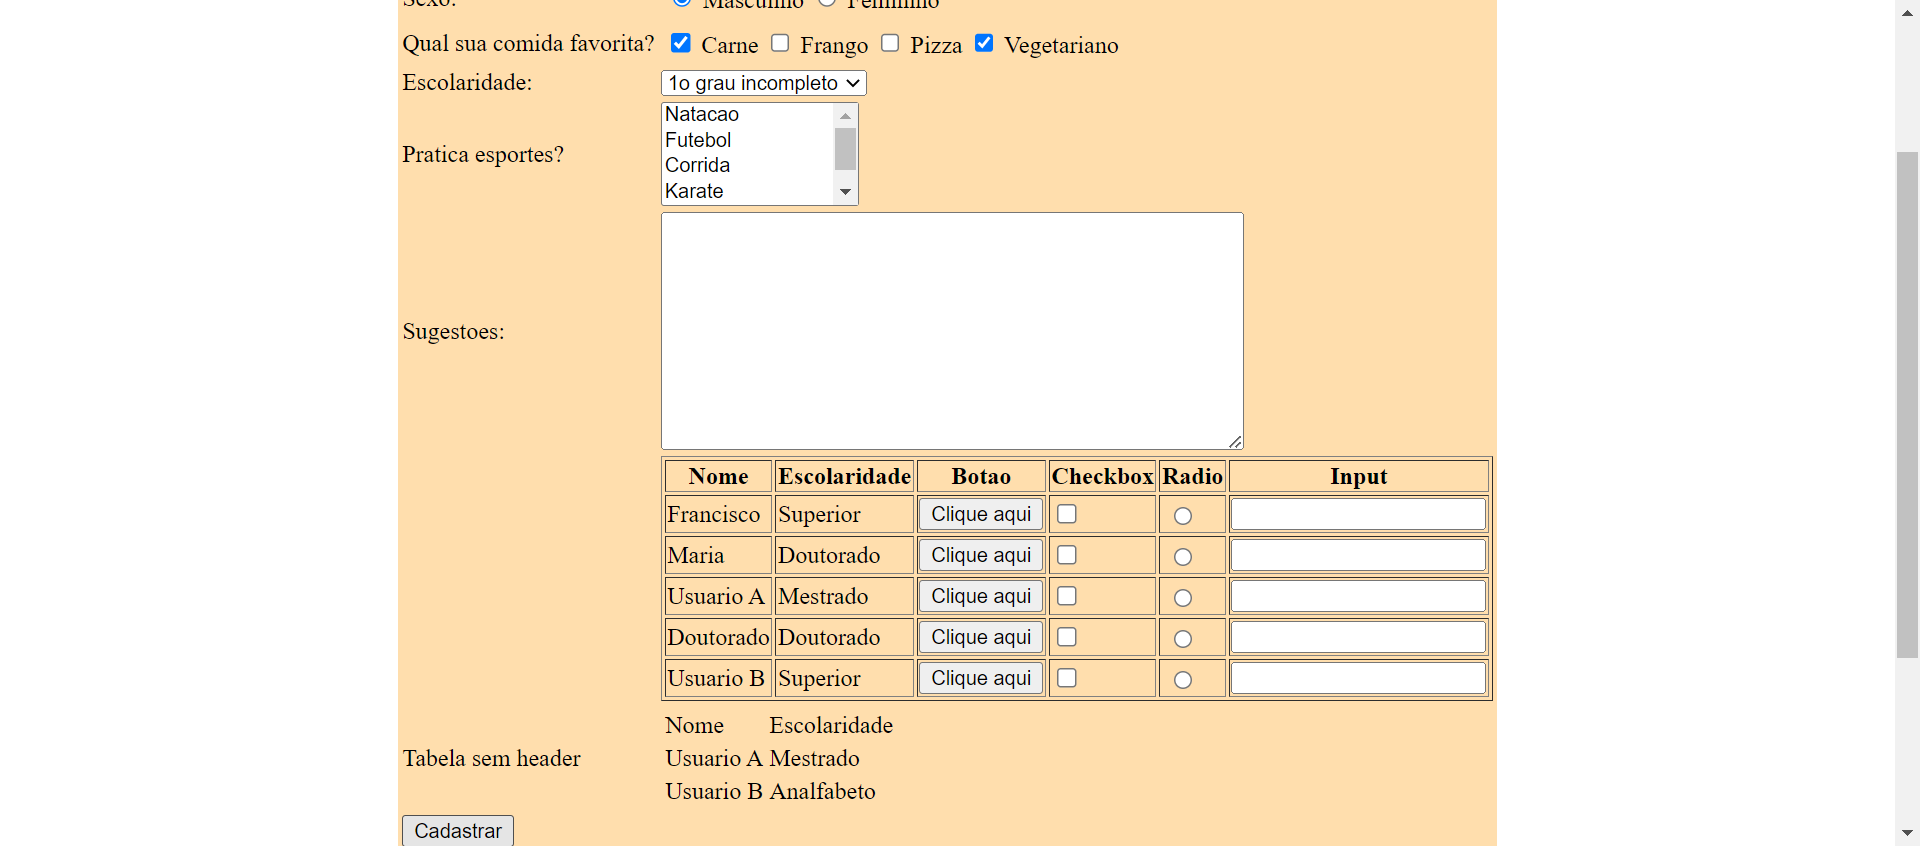 Sexo: Masculino Feminino
Qual sua comida favorita? Carne Frango Pizza Vegetariano
Escolaridade: 1o grau incompleto
Natacao
Futebol
Pratica esportes?
Corrida
Karate
Sugestoes:
Nome Escolaridade Botao Checkbox Radio Input
Francisco Superior Clique aqui
Maria Doutorado Clique aqui
Usuario A Mestrado Clique aqui
Doutorado Doutorado Clique aqui
Usuario B Superior Clique aqui
Nome Escolaridade
Tabela sem header Usuario A Mestrado
Usuario B Analfabeto
Cadastrar